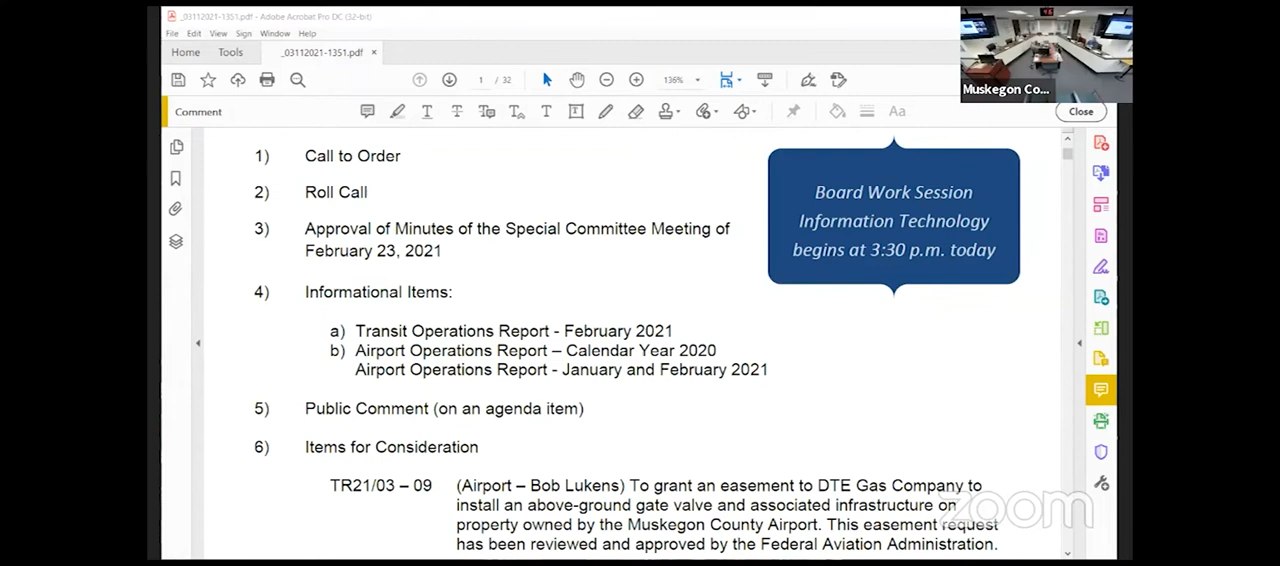 _03112021-1351.pdf - Adobe Acrobat Pro DC (32-bit)
File Edit View Sign Window Help
Home Tools _03112021-1351.pdf ×
1 / 32 136%
Muskegon Co...
Comment
Close
1) Call to Order
2) Roll Call
3) Approval of Minutes of the Special Committee Meeting of
February 23, 2021
Board Work Session
Information Technology
begins at 3:30 p.m. today
4) Informational Items:
a) Transit Operations Report - February 2021
b) Airport Operations Report – Calendar Year 2020
Airport Operations Report - January and February 2021
5) Public Comment (on an agenda item)
6) Items for Consideration
TR21/03 – 09 (Airport – Bob Lukens) To grant an easement to DTE Gas Company to
install an above-ground gate valve and associated infrastructure on
property owned by the Muskegon County Airport. This easement request
has been reviewed and approved by the Federal Aviation Administration.
zoom